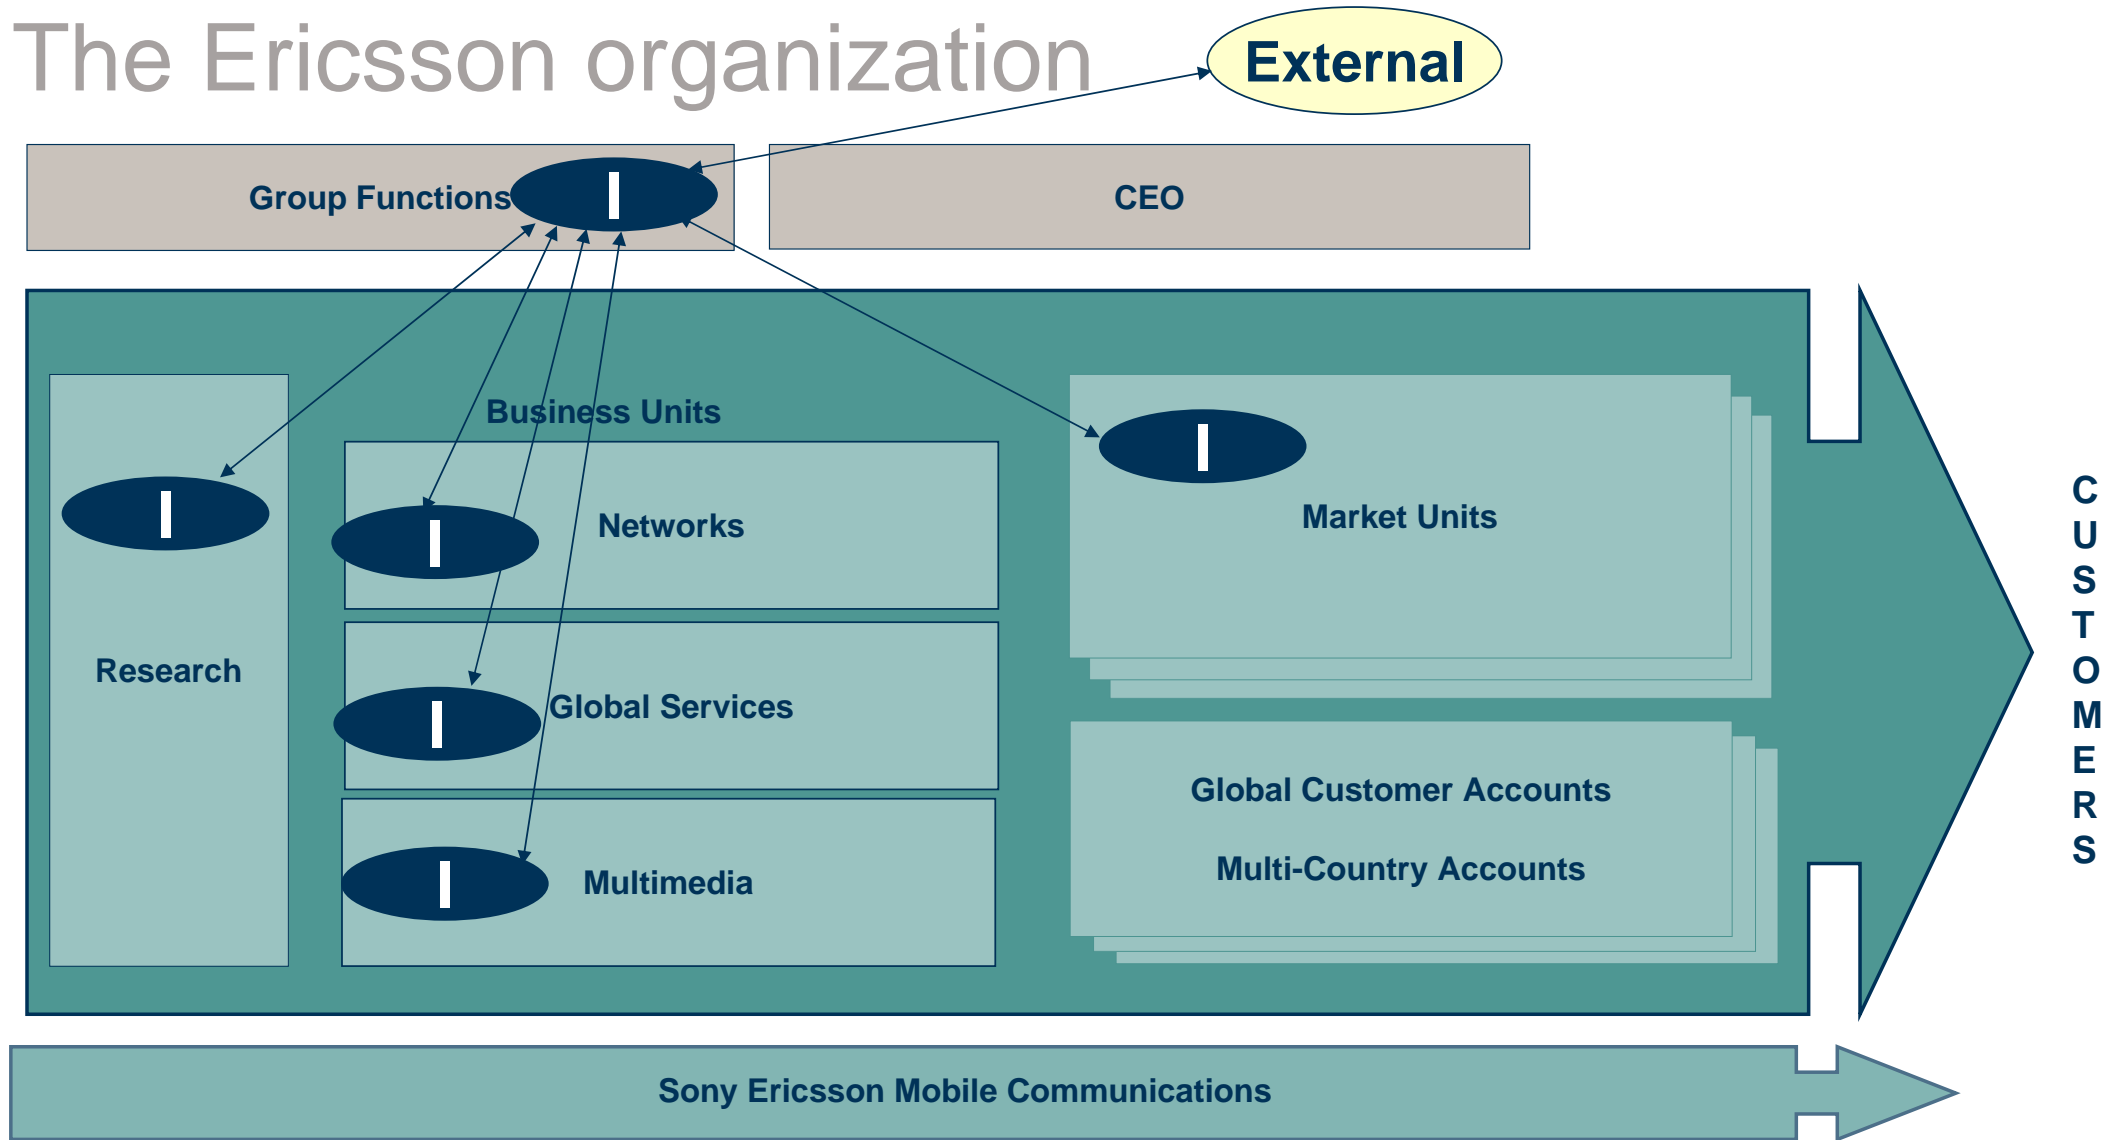 The Ericsson organization
External
Group Functions
I
CEO
Business Units
I
Research
I
Networks
I
Global Services
I
Multimedia
I
Market Units
Global Customer Accounts
Multi-Country Accounts
C
U
S
T
O
M
E
R
S
Sony Ericsson Mobile Communications